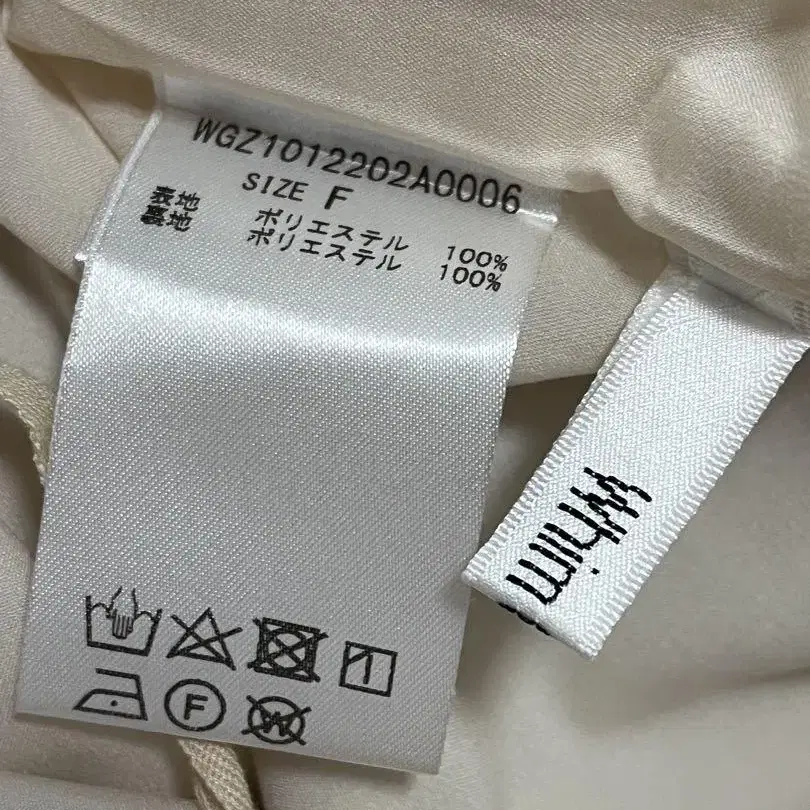 WGZ1012202A0006
SIZE F
表地 ポリエステル 100%
裏地 ポリエステル 100%
F
W